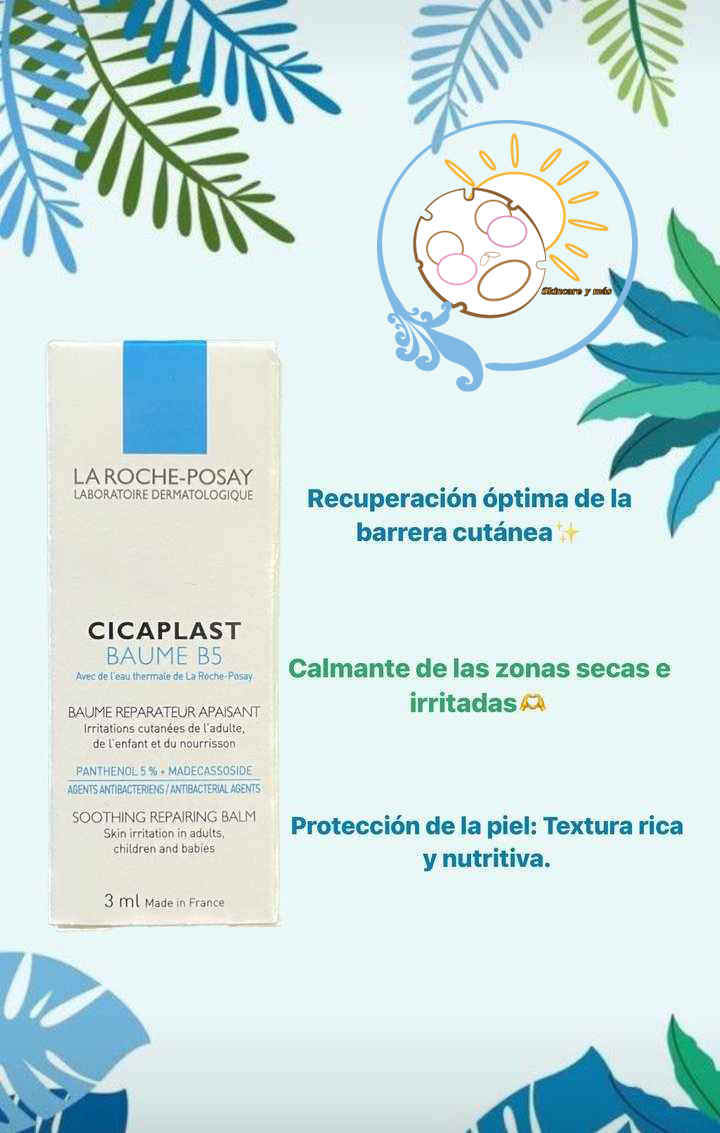 Skincare y más
LA ROCHE-POSAY
LABORATOIRE DERMATOLOGIQUE
CICAPLAST
BAUME B5
Avec de l'eau thermale de La Roche-Posay
BAUME REPARATEUR APAISANT
Irritations cutanées de l'adulte,
de l'enfant et du nourrisson
PANTHENOL 5% + MADECASSOSIDE
AGENTS ANTIBACTERIENS / ANTIBACTERIAL AGENTS
SOOTHING REPAIRING BALM
Skin irritation in adults,
children and babies
3 ml Made in France
Recuperación óptima de la
barrera cutánea✨
Calmante de las zonas secas e
irritadas🫶
Protección de la piel: Textura rica
y nutritiva.